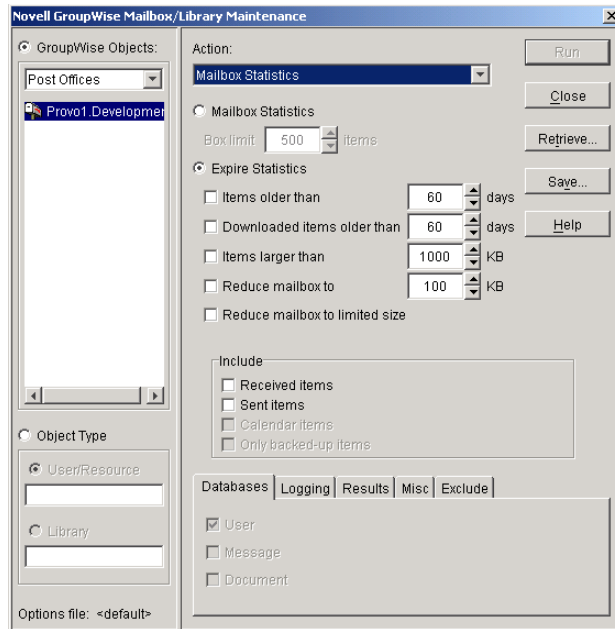 Novell GroupWise Mailbox/Library Maintenance
GroupWise Objects:
Post Offices
Provo1.Developmer
Object Type
User/Resource
Library
Options file: <default>
Action:
Mailbox Statistics
Mailbox Statistics
Box limit 500 items
Expire Statistics
Items older than 60 days
Downloaded items older than 60 days
Items larger than 1000 KB
Reduce mailbox to 100 KB
Reduce mailbox to limited size
Include
Received items
Sent items
Calendar items
Only backed-up items
Databases Logging Results Misc Exclude
User
Message
Document
Run
Close
Retrieve...
Save...
Help